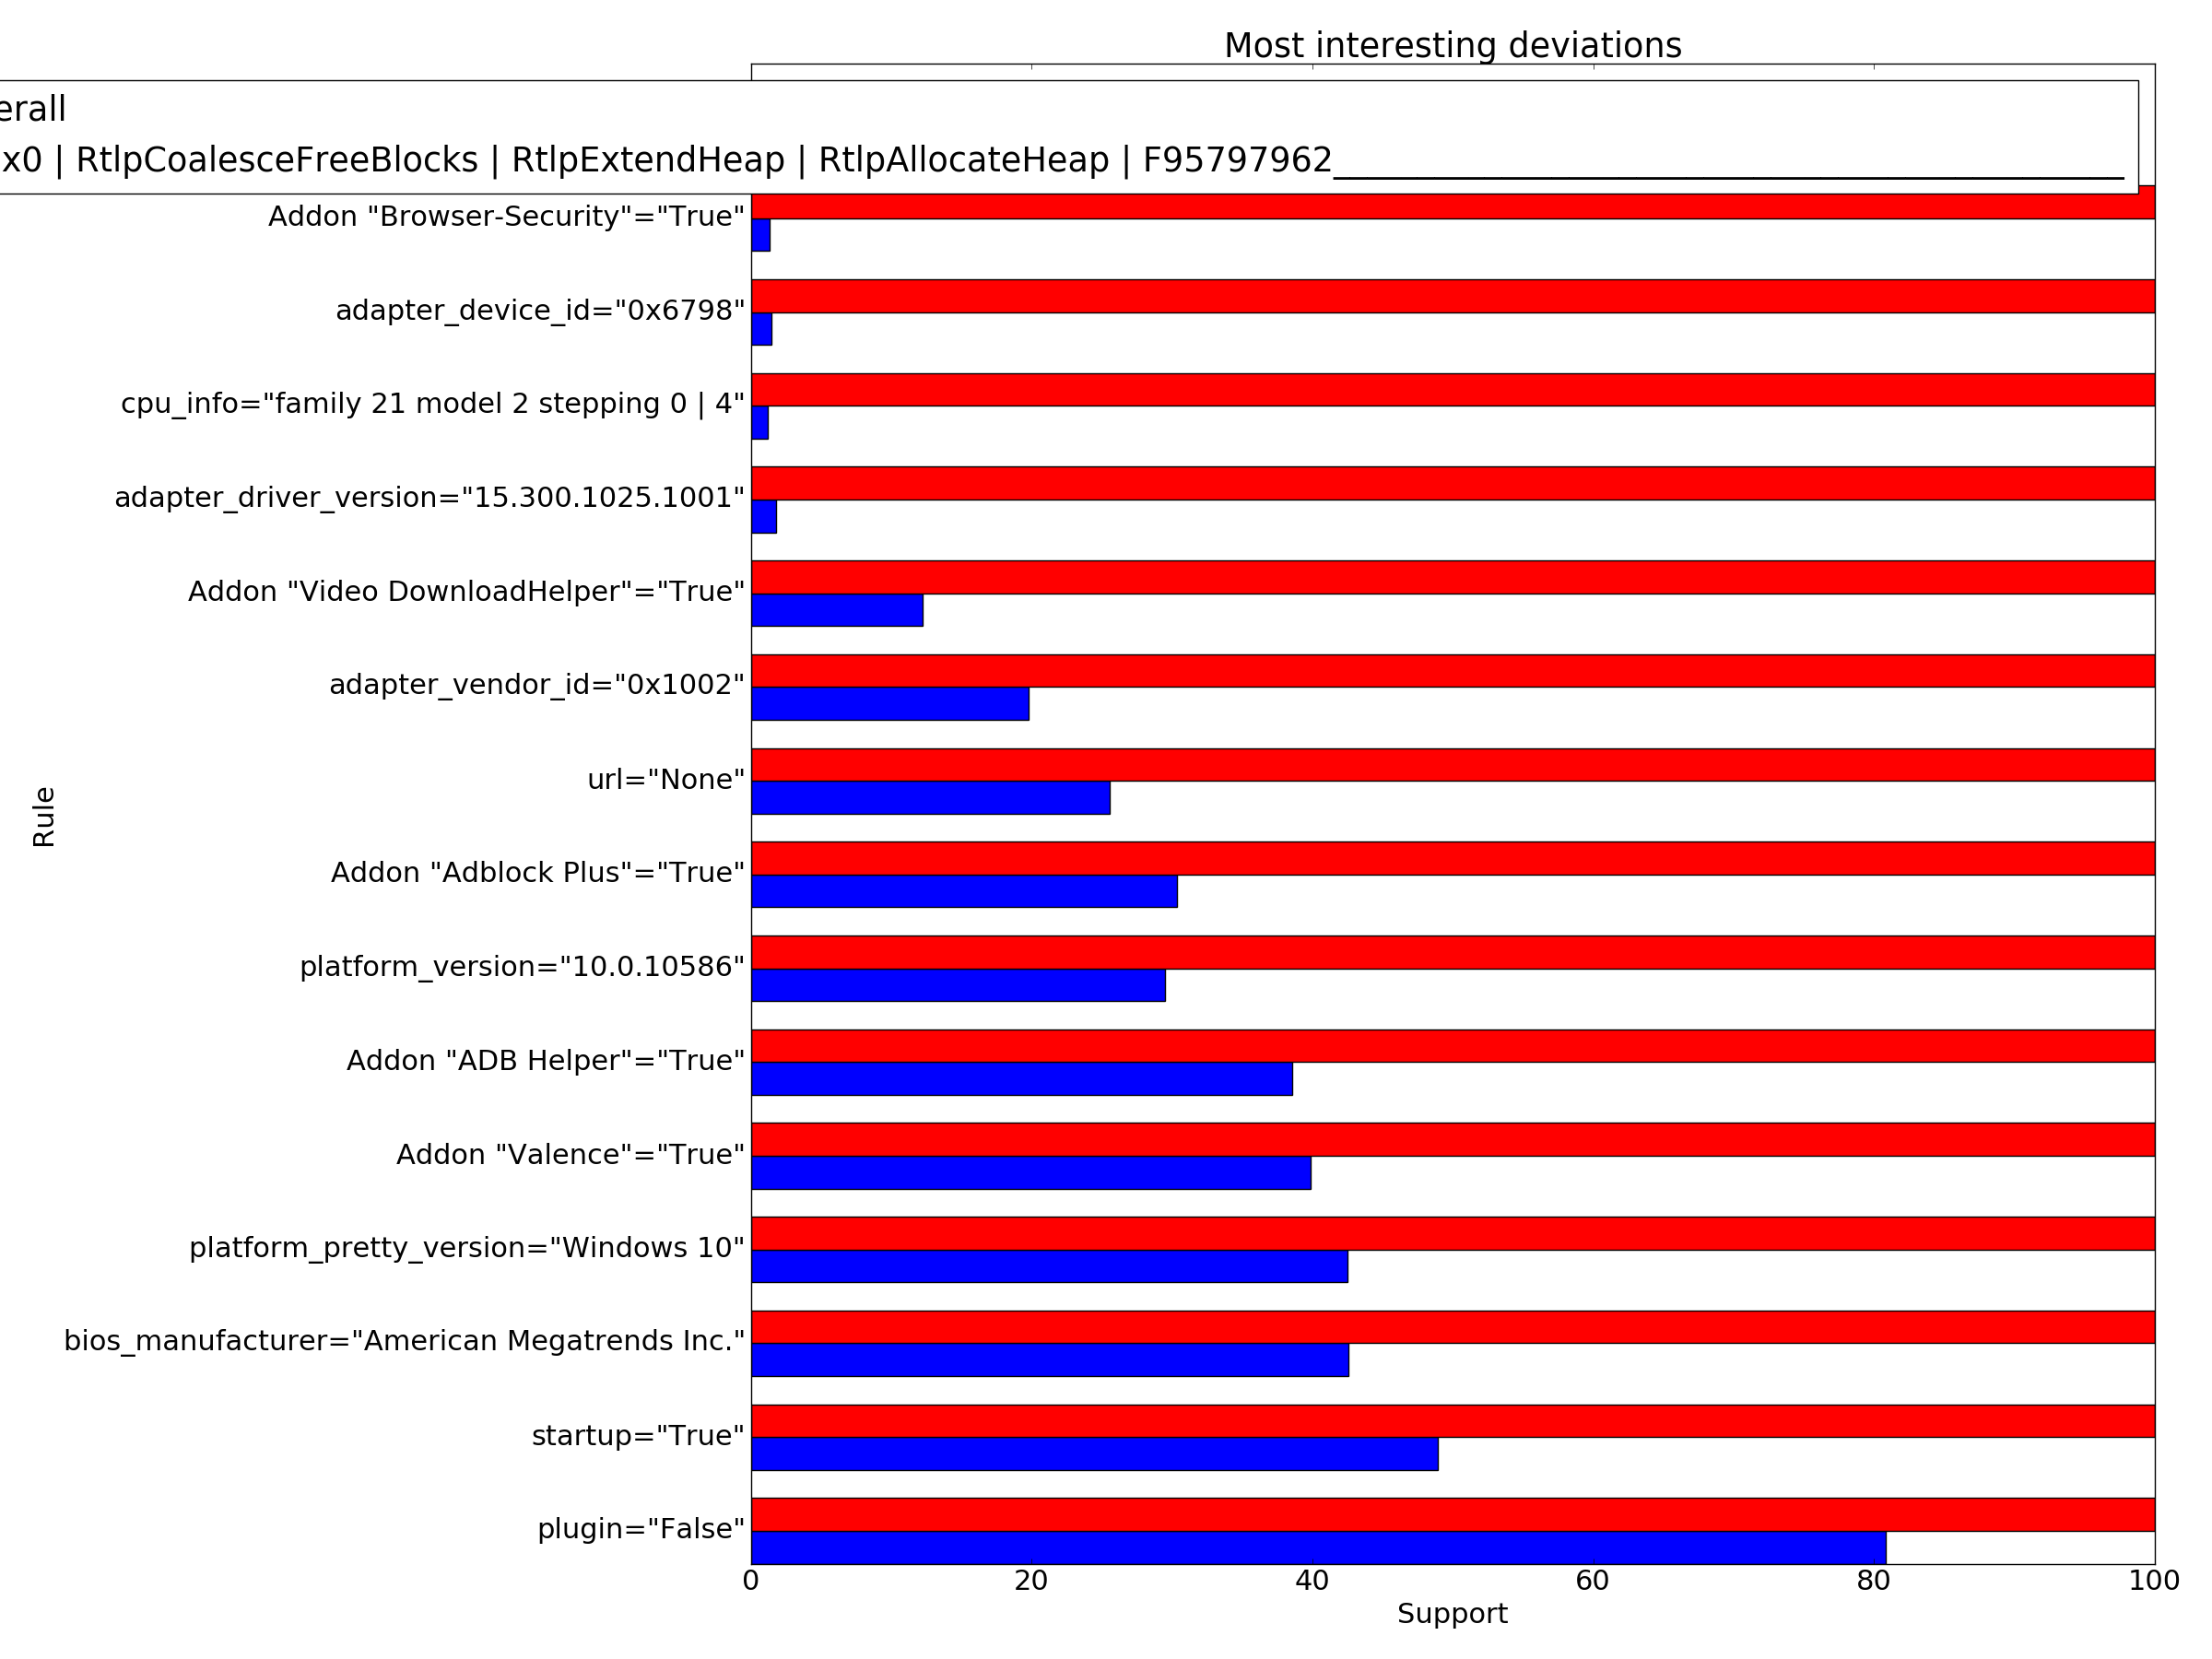 Most interesting deviations
erall
x0 | RtlpCoalesceFreeBlocks | RtlpExtendHeap | RtlpAllocateHeap | F95797962_______________________________________________
Addon "Browser-Security"="True"
adapter_device_id="0x6798"
cpu_info="family 21 model 2 stepping 0 | 4"
adapter_driver_version="15.300.1025.1001"
Addon "Video DownloadHelper"="True"
adapter_vendor_id="0x1002"
url="None"
Addon "Adblock Plus"="True"
platform_version="10.0.10586"
Addon "ADB Helper"="True"
Addon "Valence"="True"
platform_pretty_version="Windows 10"
bios_manufacturer="American Megatrends Inc."
startup="True"
plugin="False"
Rule
0 20 40 60 80 100
Support